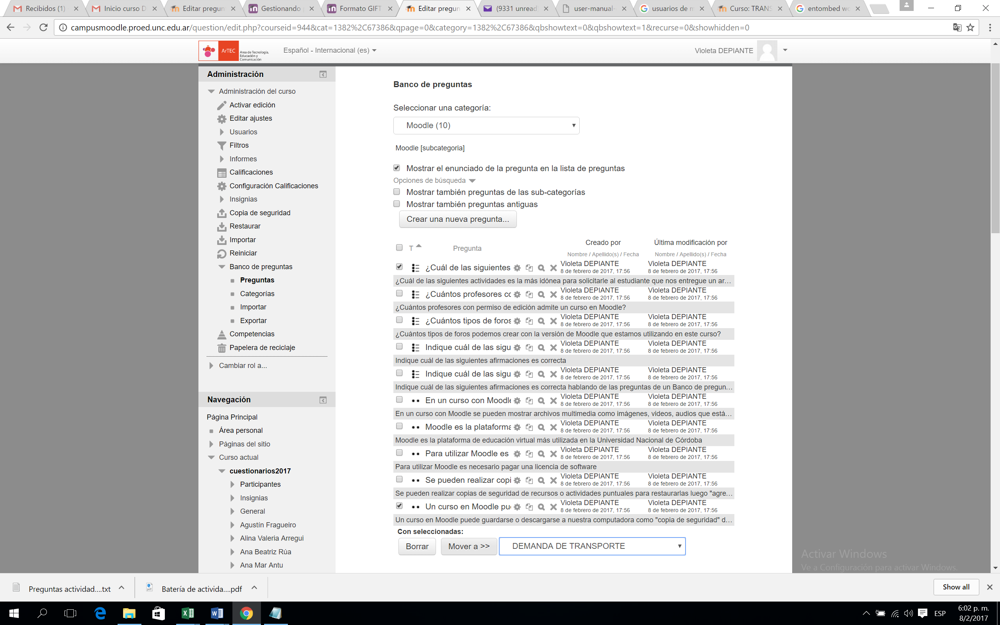 Recibidos (1)
Inicio curso D
Editar pregun
Gestionando
Formato GIFT
Editar pregun
(9331 unread
user-manual-
usuarios de m
Curso: TRANS
entombed wo
campusmoodle.proed.unc.edu.ar/question/edit.php?courseid=944&cat=1382%2C67386&qpage=0&category=1382%2C67386&qbshowtext=0&qbshowtext=1&recurse=0&showhidden=0
ArTEC
Area de Tecnología,
Educación y
Comunicación
Español - Internacional (es)
Violeta DEPIANTE
Administración
Administración del curso
Activar edición
Editar ajustes
Usuarios
Filtros
Informes
Calificaciones
Configuración Calificaciones
Insignias
Copia de seguridad
Restaurar
Importar
Reiniciar
Banco de preguntas
Preguntas
Categorías
Importar
Exportar
Competencias
Papelera de reciclaje
Cambiar rol a...
Navegación
Página Principal
Área personal
Páginas del sitio
Curso actual
cuestionarios2017
Participantes
Insignias
General
Agustín Fragueiro
Alina Valeria Arregui
Ana Beatriz Rúa
Ana Mar Antu
Banco de preguntas
Seleccionar una categoría:
Moodle (10)
Moodle [subcategoria]
Mostrar el enunciado de la pregunta en la lista de preguntas
Opciones de búsqueda
Mostrar también preguntas de las sub-categorías
Mostrar también preguntas antiguas
Crear una nueva pregunta...
T Pregunta Creado por Última modificación por
Nombre / Apellido(s) / Fecha Nombre / Apellido(s) / Fecha
¿Cuál de las siguientes Violeta DEPIANTE Violeta DEPIANTE
8 de febrero de 2017, 17:56 8 de febrero de 2017, 17:56
¿Cuál de las siguientes actividades es la más idónea para solicitarle al estudiante que nos entregue un ar...
¿Cuántos profesores co Violeta DEPIANTE Violeta DEPIANTE
8 de febrero de 2017, 17:56 8 de febrero de 2017, 17:56
¿Cuántos profesores con permiso de edición admite un curso en Moodle?
¿Cuántos tipos de foros Violeta DEPIANTE Violeta DEPIANTE
8 de febrero de 2017, 17:56 8 de febrero de 2017, 17:56
¿Cuántos tipos de foros podemos crear con la versión de Moodle que estamos utilizando en este curso?
Indique cuál de las sigu Violeta DEPIANTE Violeta DEPIANTE
8 de febrero de 2017, 17:56 8 de febrero de 2017, 17:56
Indique cuál de las siguientes afirmaciones es correcta
Indique cuál de las sigu Violeta DEPIANTE Violeta DEPIANTE
8 de febrero de 2017, 17:56 8 de febrero de 2017, 17:56
Indique cuál de las siguientes afirmaciones es correcta hablando de las preguntas de un Banco de pregun...
En un curso con Moodle Violeta DEPIANTE Violeta DEPIANTE
8 de febrero de 2017, 17:56 8 de febrero de 2017, 17:56
En un curso con Moodle se pueden mostrar archivos multimedia como imágenes, videos, audios que está...
Moodle es la plataforma Violeta DEPIANTE Violeta DEPIANTE
8 de febrero de 2017, 17:56 8 de febrero de 2017, 17:56
Moodle es la plataforma de educación virtual más utilizada en la Universidad Nacional de Córdoba
Para utilizar Moodle es Violeta DEPIANTE Violeta DEPIANTE
8 de febrero de 2017, 17:56 8 de febrero de 2017, 17:56
Para utilizar Moodle es necesario pagar una licencia de software
Se pueden realizar copi Violeta DEPIANTE Violeta DEPIANTE
8 de febrero de 2017, 17:56 8 de febrero de 2017, 17:56
Se pueden realizar copias de seguridad de recursos o actividades puntuales para restaurarlas luego "agre...
Un curso en Moodle pu Violeta DEPIANTE Violeta DEPIANTE
8 de febrero de 2017, 17:56 8 de febrero de 2017, 17:56
Un curso en Moodle puede guardarse o descargarse a nuestra computadora como "copia de seguridad" d...
Con seleccionadas:
Borrar
Mover a >>
DEMANDA DE TRANSPORTE
Activar Windows
Ve a Configuración para activar Windows.
Preguntas actividad....txt
Batería de activida....pdf
Show all
ESP
6:02 p. m.
8/2/2017